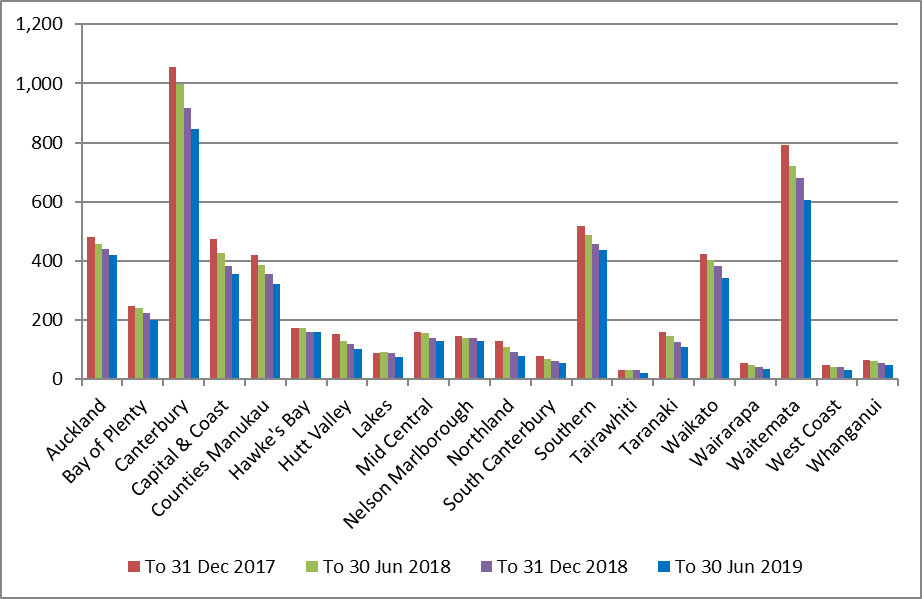 1,200
1,000
800
600
400
200
0
Auckland
Bay of Plenty
Canterbury
Capital & Coast
Counties Manukau
Hawke's Bay
Hutt Valley
Lakes
Mid Central
Nelson Marlborough
Northland
South Canterbury
Southern
Tairawhiti
Taranaki
Waikato
Wairarapa
Waitemata
West Coast
Whanganui
To 31 Dec 2017 To 30 Jun 2018 To 31 Dec 2018 To 30 Jun 2019